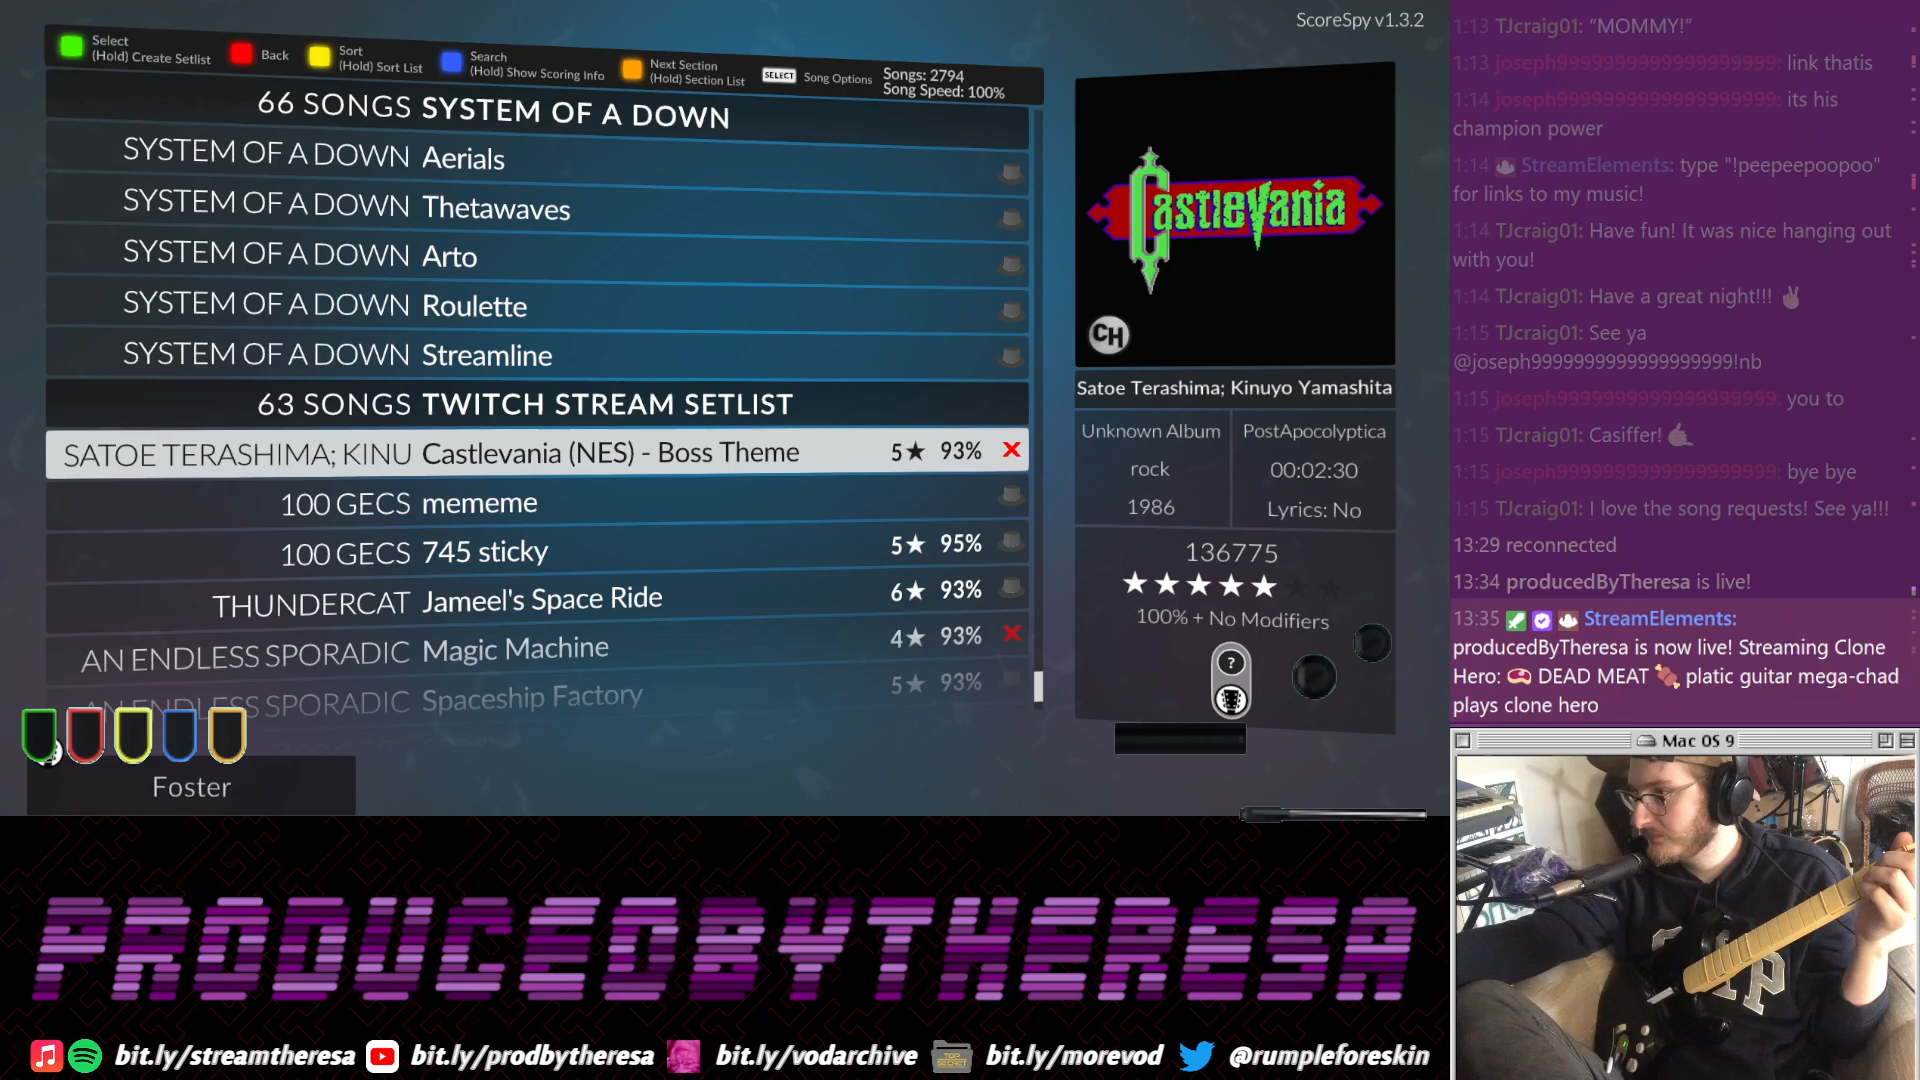 ScoreSpy v1.3.2
Select
(Hold) Create Setlist
Back
Sort
(Hold) Sort List
Search
(Hold) Show Scoring Info
Next Section
(Hold) Section List
SELECT Song Options
Songs: 2794
Song Speed: 100%
66 SONGS SYSTEM OF A DOWN
SYSTEM OF A DOWN Aerials
SYSTEM OF A DOWN Thetawaves
SYSTEM OF A DOWN Arto
SYSTEM OF A DOWN Roulette
SYSTEM OF A DOWN Streamline
63 SONGS TWITCH STREAM SETLIST
SATOE TERASHIMA; KINU Castlevania (NES) - Boss Theme 5★ 93%
100 GECS mememe
100 GECS 745 sticky 5★ 95%
THUNDERCAT Jameel's Space Ride 6★ 93%
AN ENDLESS SPORADIC Magic Machine 4★ 93%
AN ENDLESS SPORADIC Spaceship Factory 5★ 93%
Foster
Castlevania
CH
Satoe Terashima; Kinuyo Yamashita
Unknown Album
PostApocolyptica
rock
00:02:30
1986
Lyrics: No
136775
100% + No Modifiers
?
1:13 TJcraig01: “MOMMY!”
1:13 joseph9999999999999999999: link thatis
1:14 joseph9999999999999999999: its his
champion power
1:14 StreamElements: type "!peepeepoopoo"
for links to my music!
1:14 TJcraig01: Have fun! It was nice hanging out
with you!
1:14 TJcraig01: Have a great night!!!
1:15 TJcraig01: See ya
@joseph9999999999999999999!nb
1:15 joseph9999999999999999999: you to
1:15 TJcraig01: Casiffer!
1:15 joseph9999999999999999999: bye bye
1:15 TJcraig01: I love the song requests! See ya!!!
13:29 reconnected
13:34 producedByTheresa is live!
13:35 StreamElements:
producedByTheresa is now live! Streaming Clone
Hero: DEAD MEAT platic guitar mega-chad
plays clone hero
Mac OS 9
PRODUCEDBYTHERESA
bit.ly/streamtheresa
bit.ly/prodbytheresa
bit.ly/vodarchive
TOP SECRET
bit.ly/morevod
@rumpleforeskin